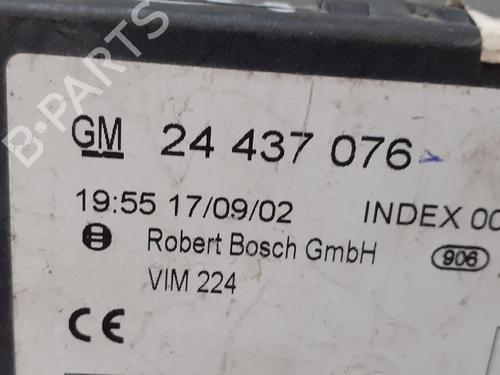 B-PARTS
GM 24 437 076
19:55 17/09/02 INDEX 00
Robert Bosch GmbH 906
VIM 224
CE